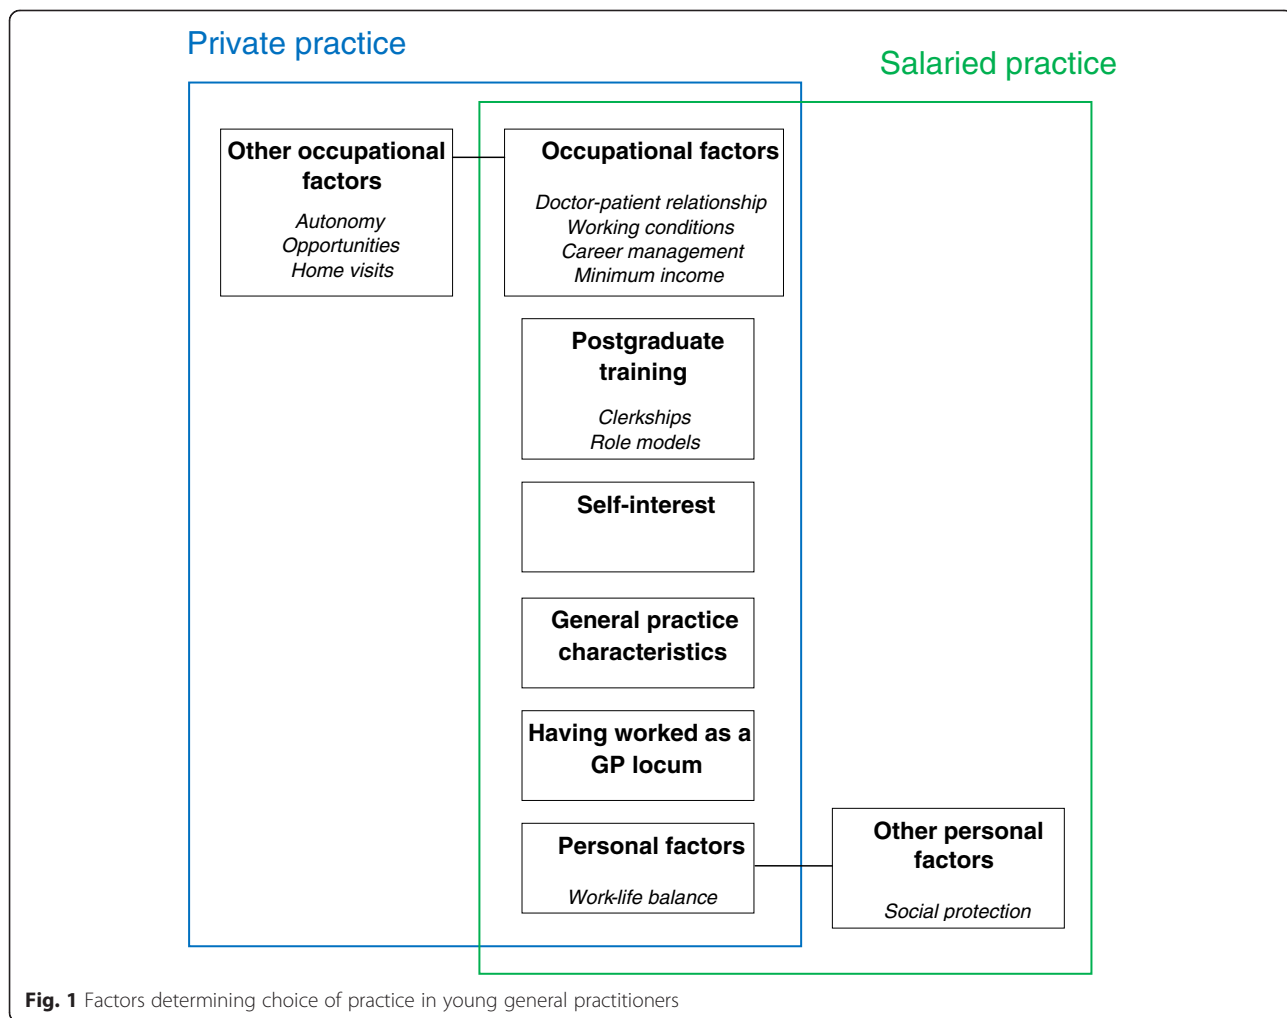 Private practice
Salaried practice
Other occupational
factors
Autonomy
Opportunities
Home visits
Occupational factors
Doctor-patient relationship
Working conditions
Career management
Minimum income
Postgraduate
training
Clerkships
Role models
Self-interest
General practice
characteristics
Having worked as a
GP locum
Personal factors
Work-life balance
Other personal
factors
Social protection
Fig. 1 Factors determining choice of practice in young general practitioners